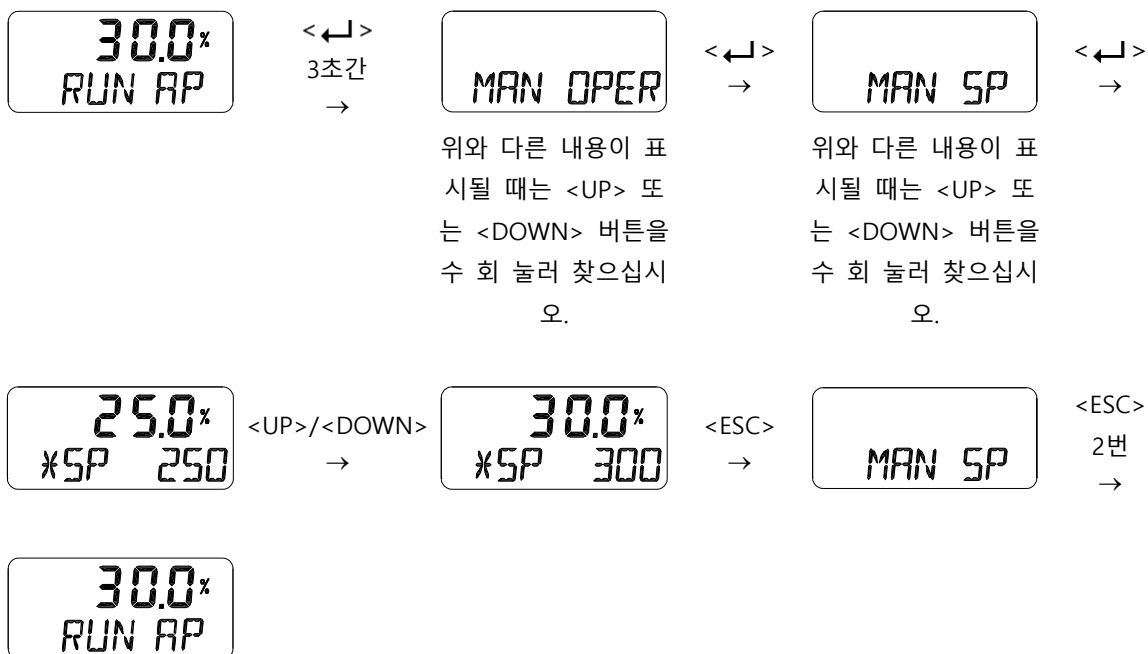 30.0%
RUN AP
<↵>
3초간
→
MAN OPER
<↵>
→
MAN SP
<↵>
→
위와 다른 내용이 표
시될 때는 <UP> 또
는 <DOWN> 버튼을
수 회 눌러 찾으십시
오.
위와 다른 내용이 표
시될 때는 <UP> 또
는 <DOWN> 버튼을
수 회 눌러 찾으십시
오.
25.0%
*SP 250
<UP>/<DOWN>
→
30.0%
*SP 300
<ESC>
→
MAN SP
<ESC>
2번
→
30.0%
RUN AP